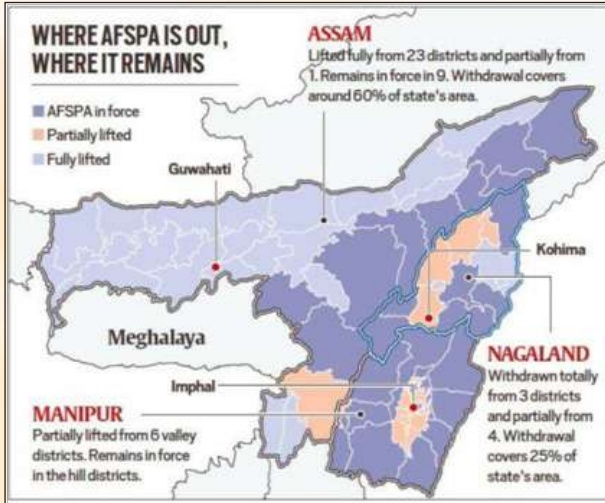 WHERE AFSPA IS OUT,
WHERE IT REMAINS
AFSPA in force
Partially lifted
Fully lifted
ASSAM
Lifted fully from 23 districts and partially from
1. Remains in force in 9. Withdrawal covers
around 60% of state's area.
Guwahati
Kohima
Meghalaya
Imphal
MANIPUR
Partially lifted from 6 valley
districts. Remains in force
in the hill districts.
NAGALAND
Withdrawn totally
from 3 districts
and partially from
4. Withdrawal
covers 25% of
state's area.